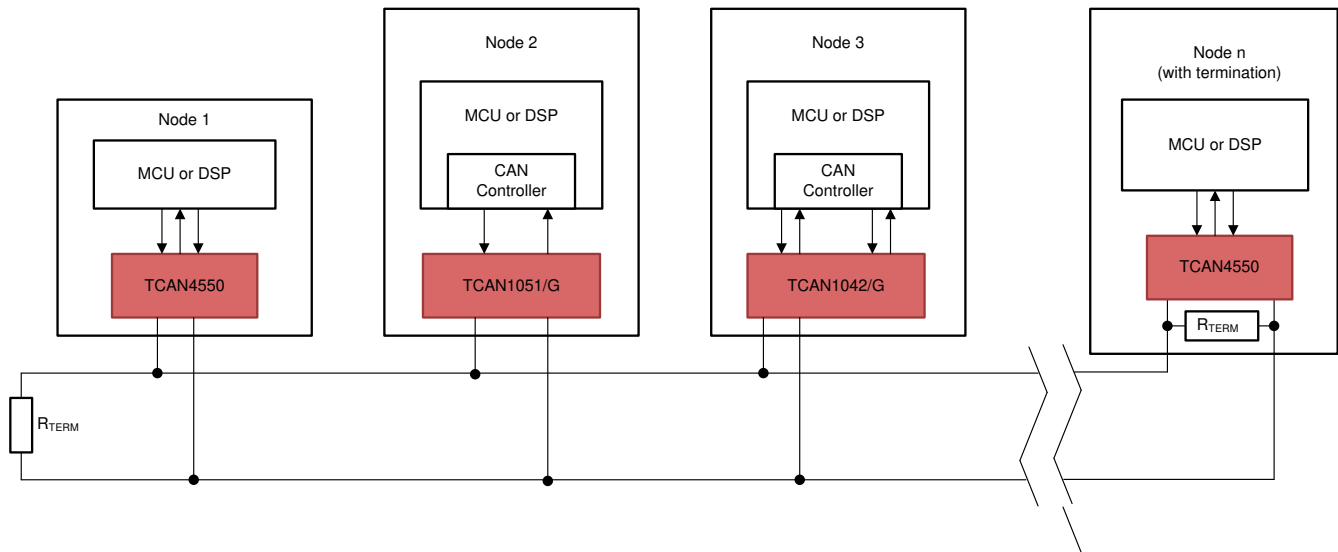 Node 1
MCU or DSP
TCAN4550
Node 2
MCU or DSP
CAN
Controller
TCAN1051/G
Node 3
MCU or DSP
CAN
Controller
TCAN1042/G
Node n
(with termination)
MCU or DSP
TCAN4550
RTERM
RTERM